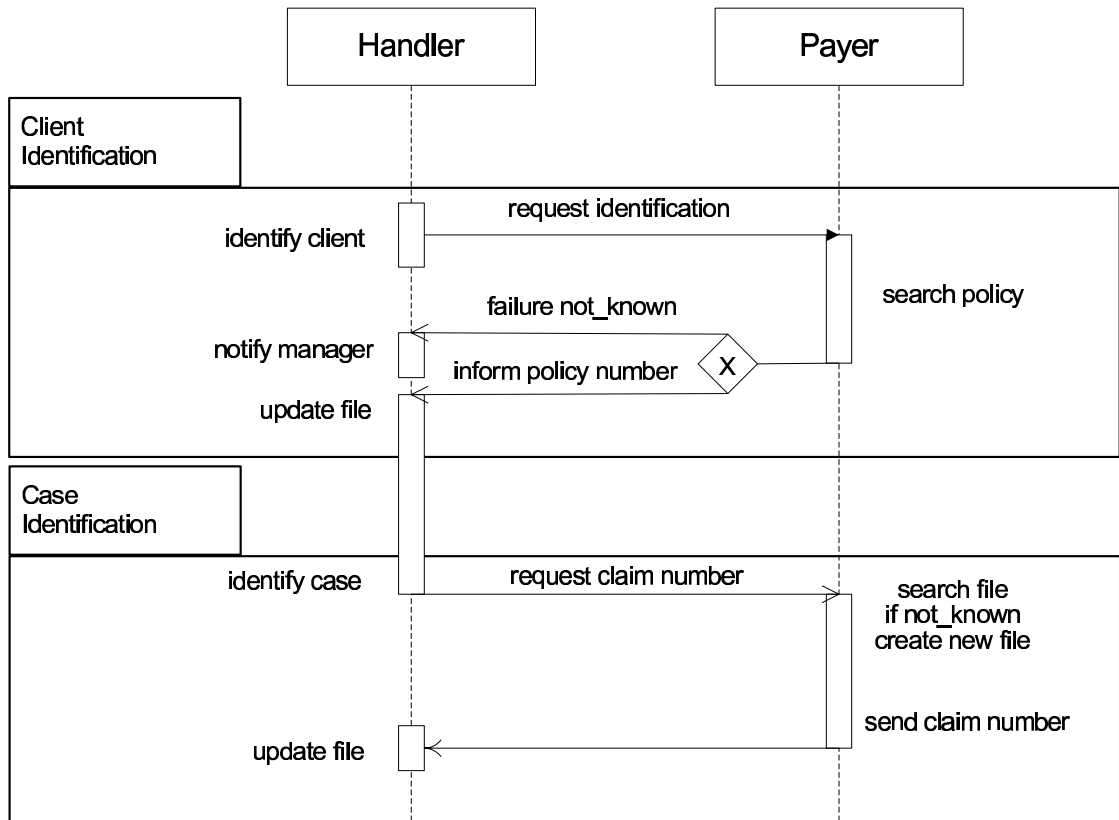 Handler
Payer
Client
Identification
request identification
identify client
search policy
failure not_known
notify manager
X
inform policy number
update file
Case
Identification
identify case
request claim number
search file
if not_known
create new file
send claim number
update file